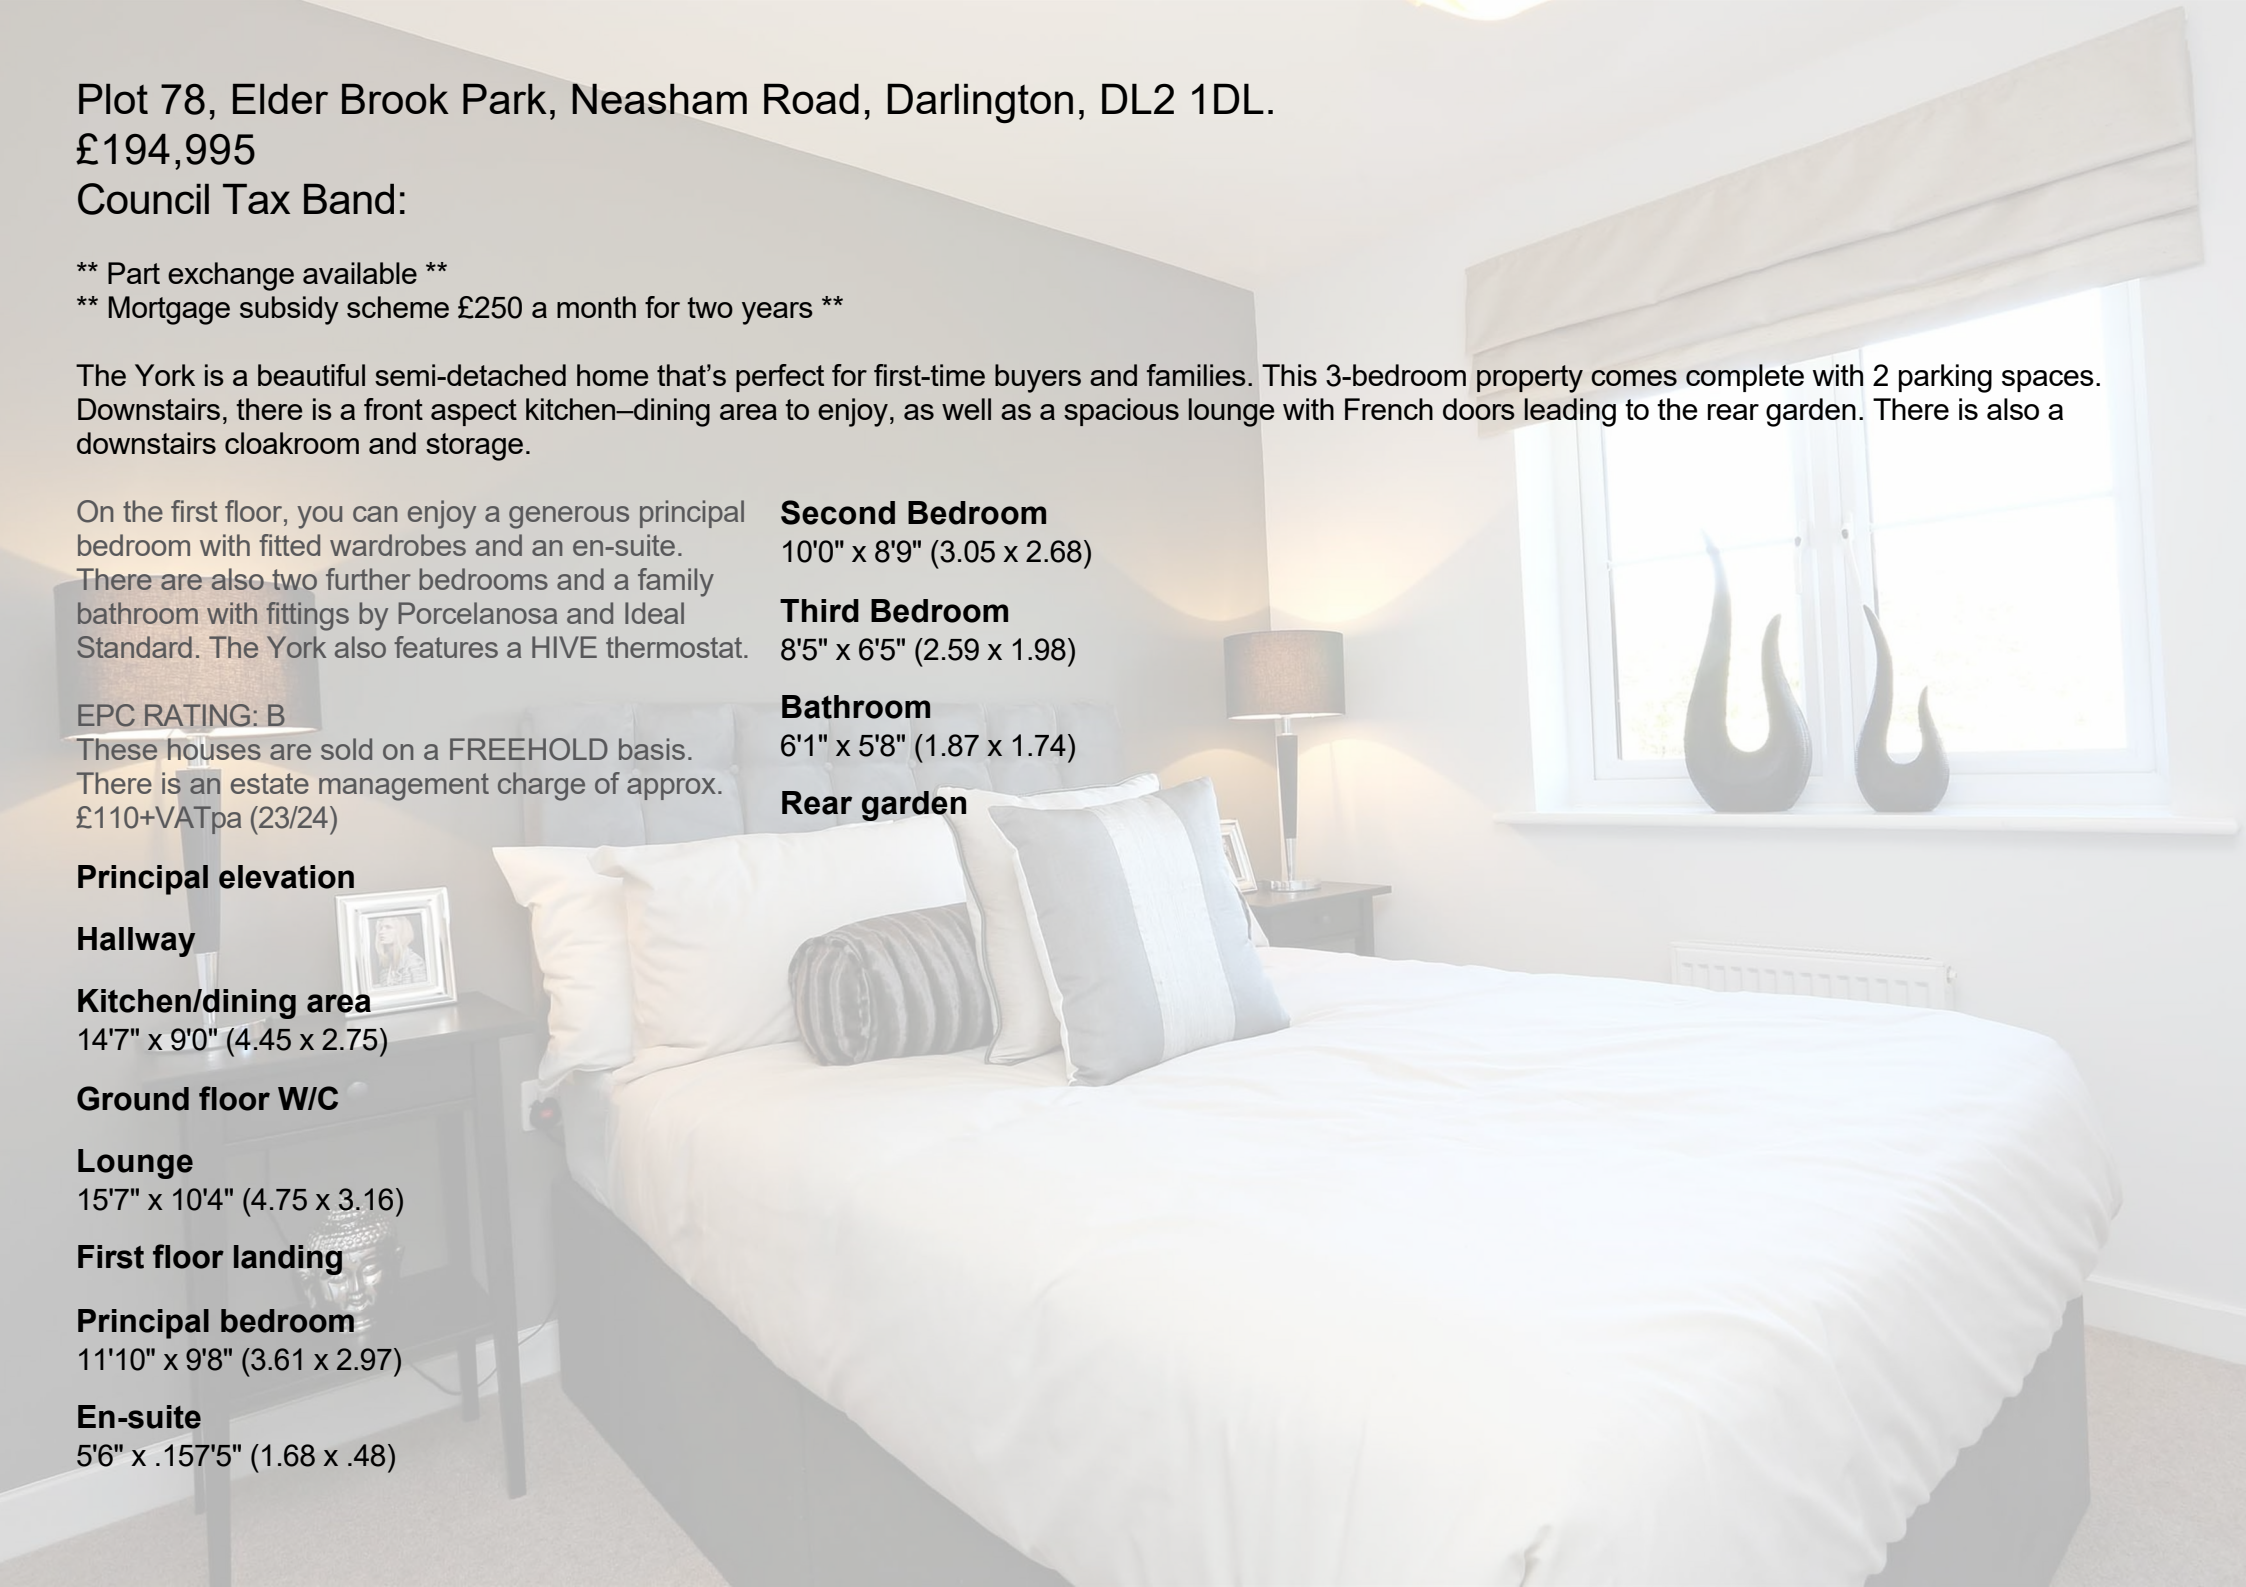 Plot 78, Elder Brook Park, Neasham Road, Darlington, DL2 1DL.
£194,995
Council Tax Band:
** Part exchange available **
** Mortgage subsidy scheme £250 a month for two years **
The York is a beautiful semi-detached home that’s perfect for first-time buyers and families. This 3-bedroom property comes complete with 2 parking spaces.
Downstairs, there is a front aspect kitchen–dining area to enjoy, as well as a spacious lounge with French doors leading to the rear garden. There is also a
downstairs cloakroom and storage.
On the first floor, you can enjoy a generous principal
bedroom with fitted wardrobes and an en-suite.
There are also two further bedrooms and a family
bathroom with fittings by Porcelanosa and Ideal
Standard. The York also features a HIVE thermostat.
EPC RATING: B
These houses are sold on a FREEHOLD basis.
There is an estate management charge of approx.
£110+VATpa (23/24)
Principal elevation
Hallway
Kitchen/dining area
14'7" x 9'0" (4.45 x 2.75)
Ground floor W/C
Lounge
15'7" x 10'4" (4.75 x 3.16)
First floor landing
Principal bedroom
11'10" x 9'8" (3.61 x 2.97)
En-suite
5'6" x .157'5" (1.68 x .48)
Second Bedroom
10'0" x 8'9" (3.05 x 2.68)
Third Bedroom
8'5" x 6'5" (2.59 x 1.98)
Bathroom
6'1" x 5'8" (1.87 x 1.74)
Rear garden